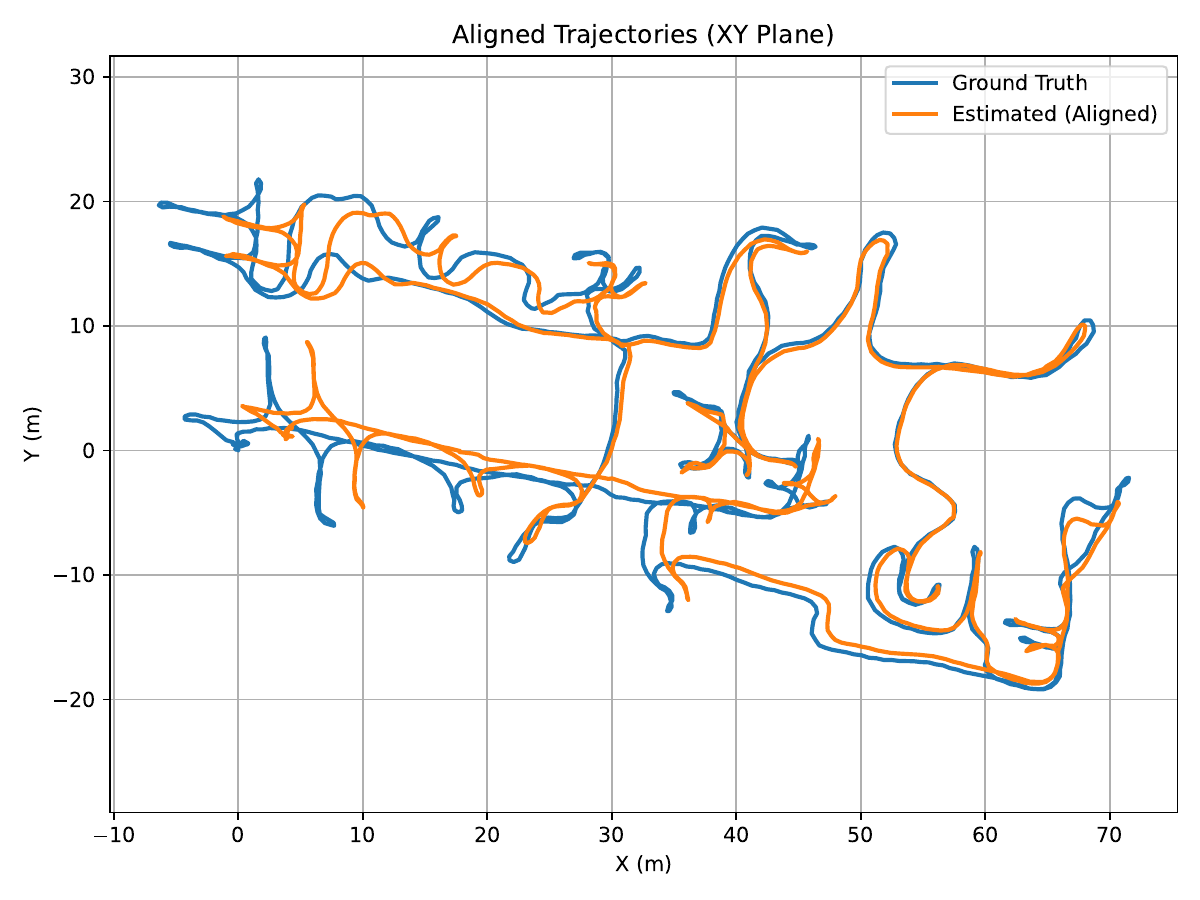 Aligned Trajectories (XY Plane)
Ground Truth
Estimated (Aligned)
30
20
10
0
−10
−20
Y (m)
−10 0 10 20 30 40 50 60 70
X (m)